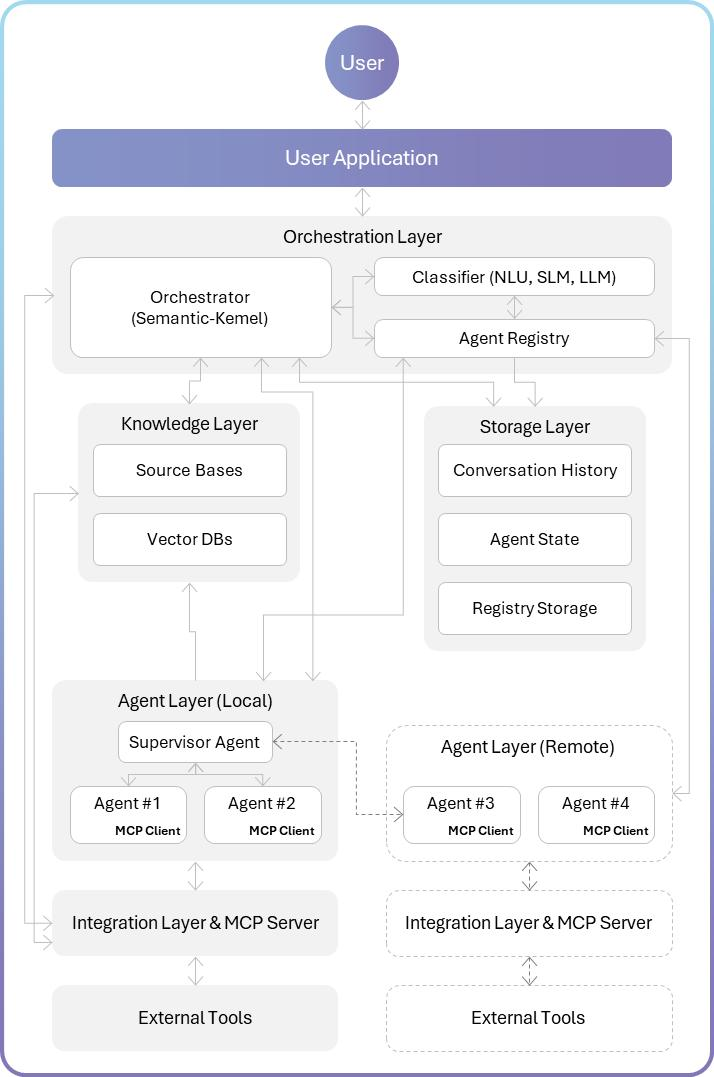 User
User Application
Orchestration Layer
Orchestrator
(Semantic-Kernel)
Classifier (NLU, SLM, LLM)
Agent Registry
Knowledge Layer
Source Bases
Vector DBs
Storage Layer
Conversation History
Agent State
Registry Storage
Agent Layer (Local)
Supervisor Agent
Agent #1
MCP Client
Agent #2
MCP Client
Agent Layer (Remote)
Agent #3
MCP Client
Agent #4
MCP Client
Integration Layer & MCP Server
Integration Layer & MCP Server
External Tools
External Tools